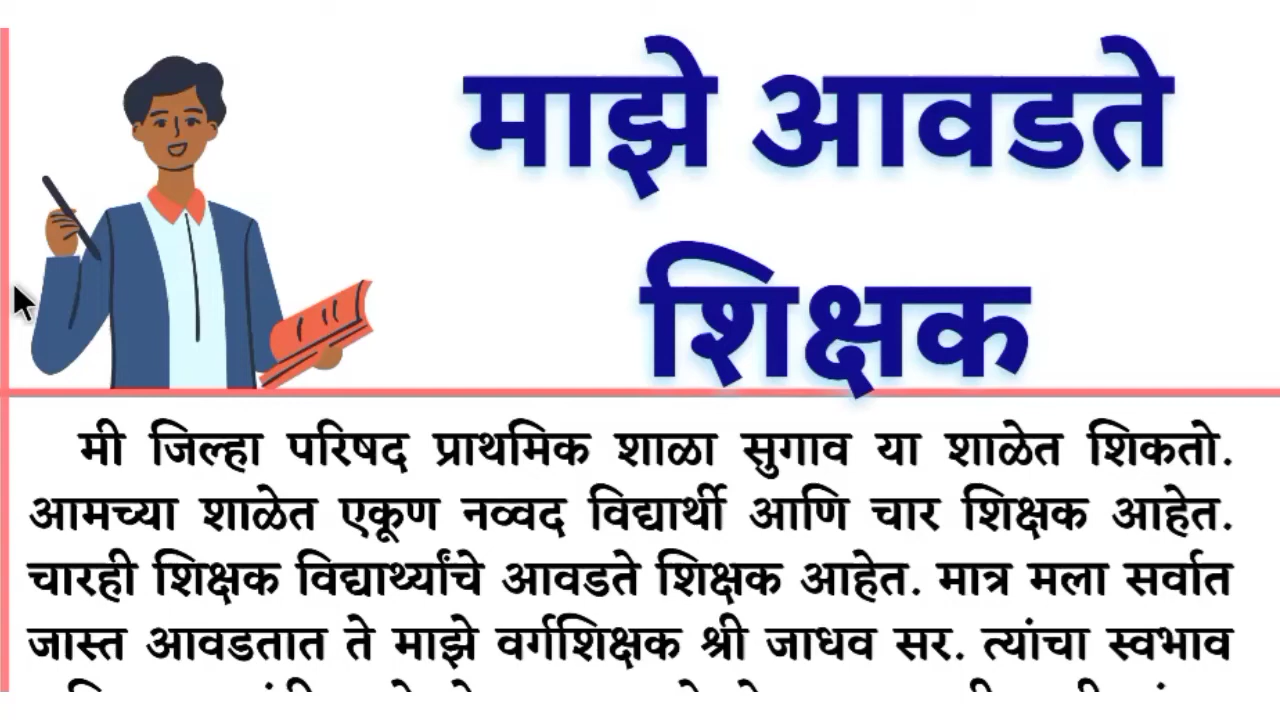 माझे आवडते
शिक्षक
मी जिल्हा परिषद प्राथमिक शाळा सुगाव या शाळेत शिकतो.
आमच्या शाळेत एकूण नव्वद विद्यार्थी आणि चार शिक्षक आहेत.
चारही शिक्षक विद्यार्थ्यांचे आवडते शिक्षक आहेत. मात्र मला सर्वात
जास्त आवडतात ते माझे वर्गशिक्षक श्री जाधव सर. त्यांचा स्वभाव